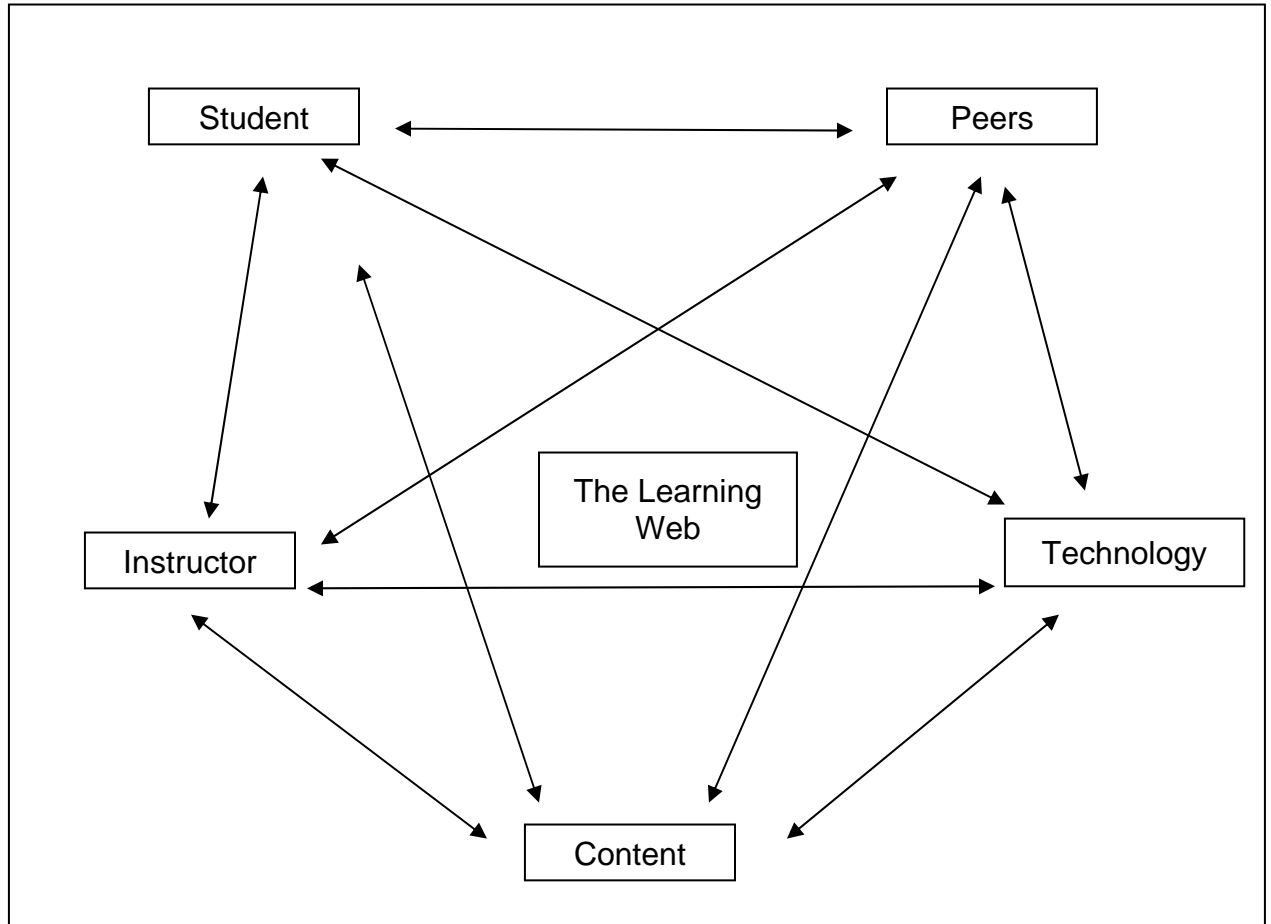 Student
Peers
The Learning
Web
Instructor
Technology
Content